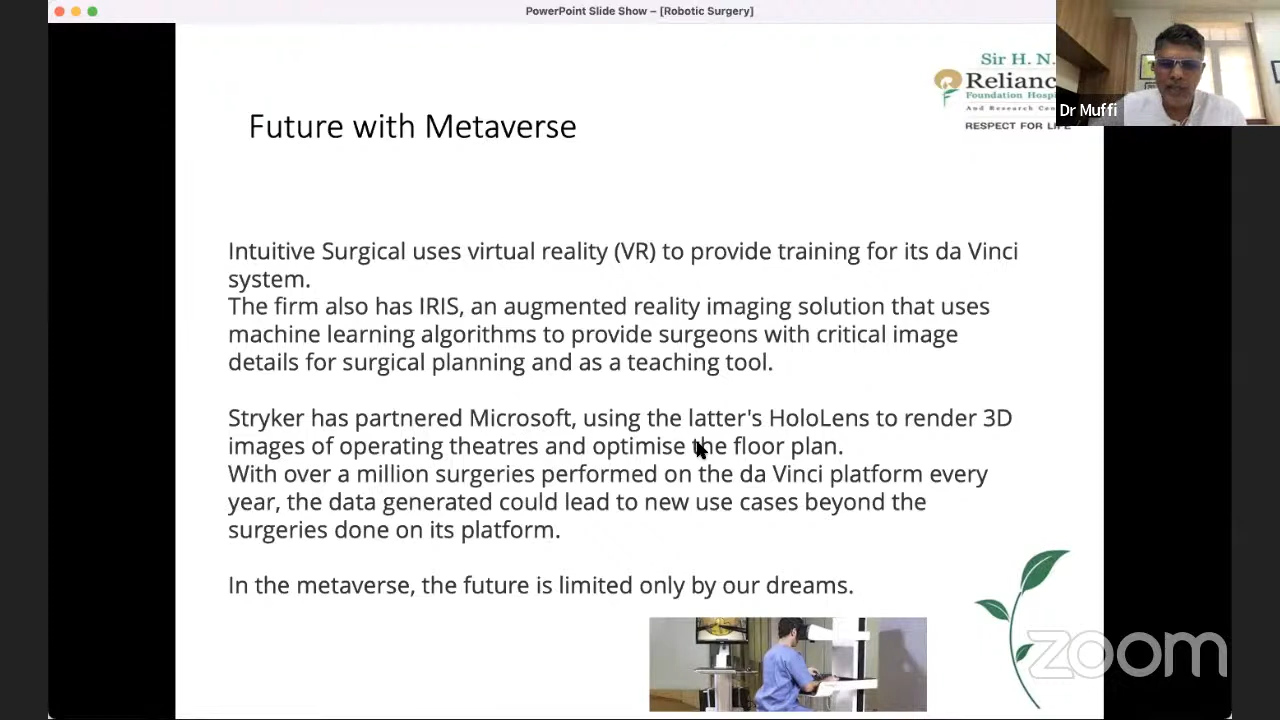 PowerPoint Slide Show – [Robotic Surgery]
Sir H. N.
Relianc
Foundation Hosp
And Research Cen
RESPECT FOR LIFE
Dr Muffi
Future with Metaverse
Intuitive Surgical uses virtual reality (VR) to provide training for its da Vinci
system.
The firm also has IRIS, an augmented reality imaging solution that uses
machine learning algorithms to provide surgeons with critical image
details for surgical planning and as a teaching tool.
Stryker has partnered Microsoft, using the latter's HoloLens to render 3D
images of operating theatres and optimise the floor plan.
With over a million surgeries performed on the da Vinci platform every
year, the data generated could lead to new use cases beyond the
surgeries done on its platform.
In the metaverse, the future is limited only by our dreams.
zoom